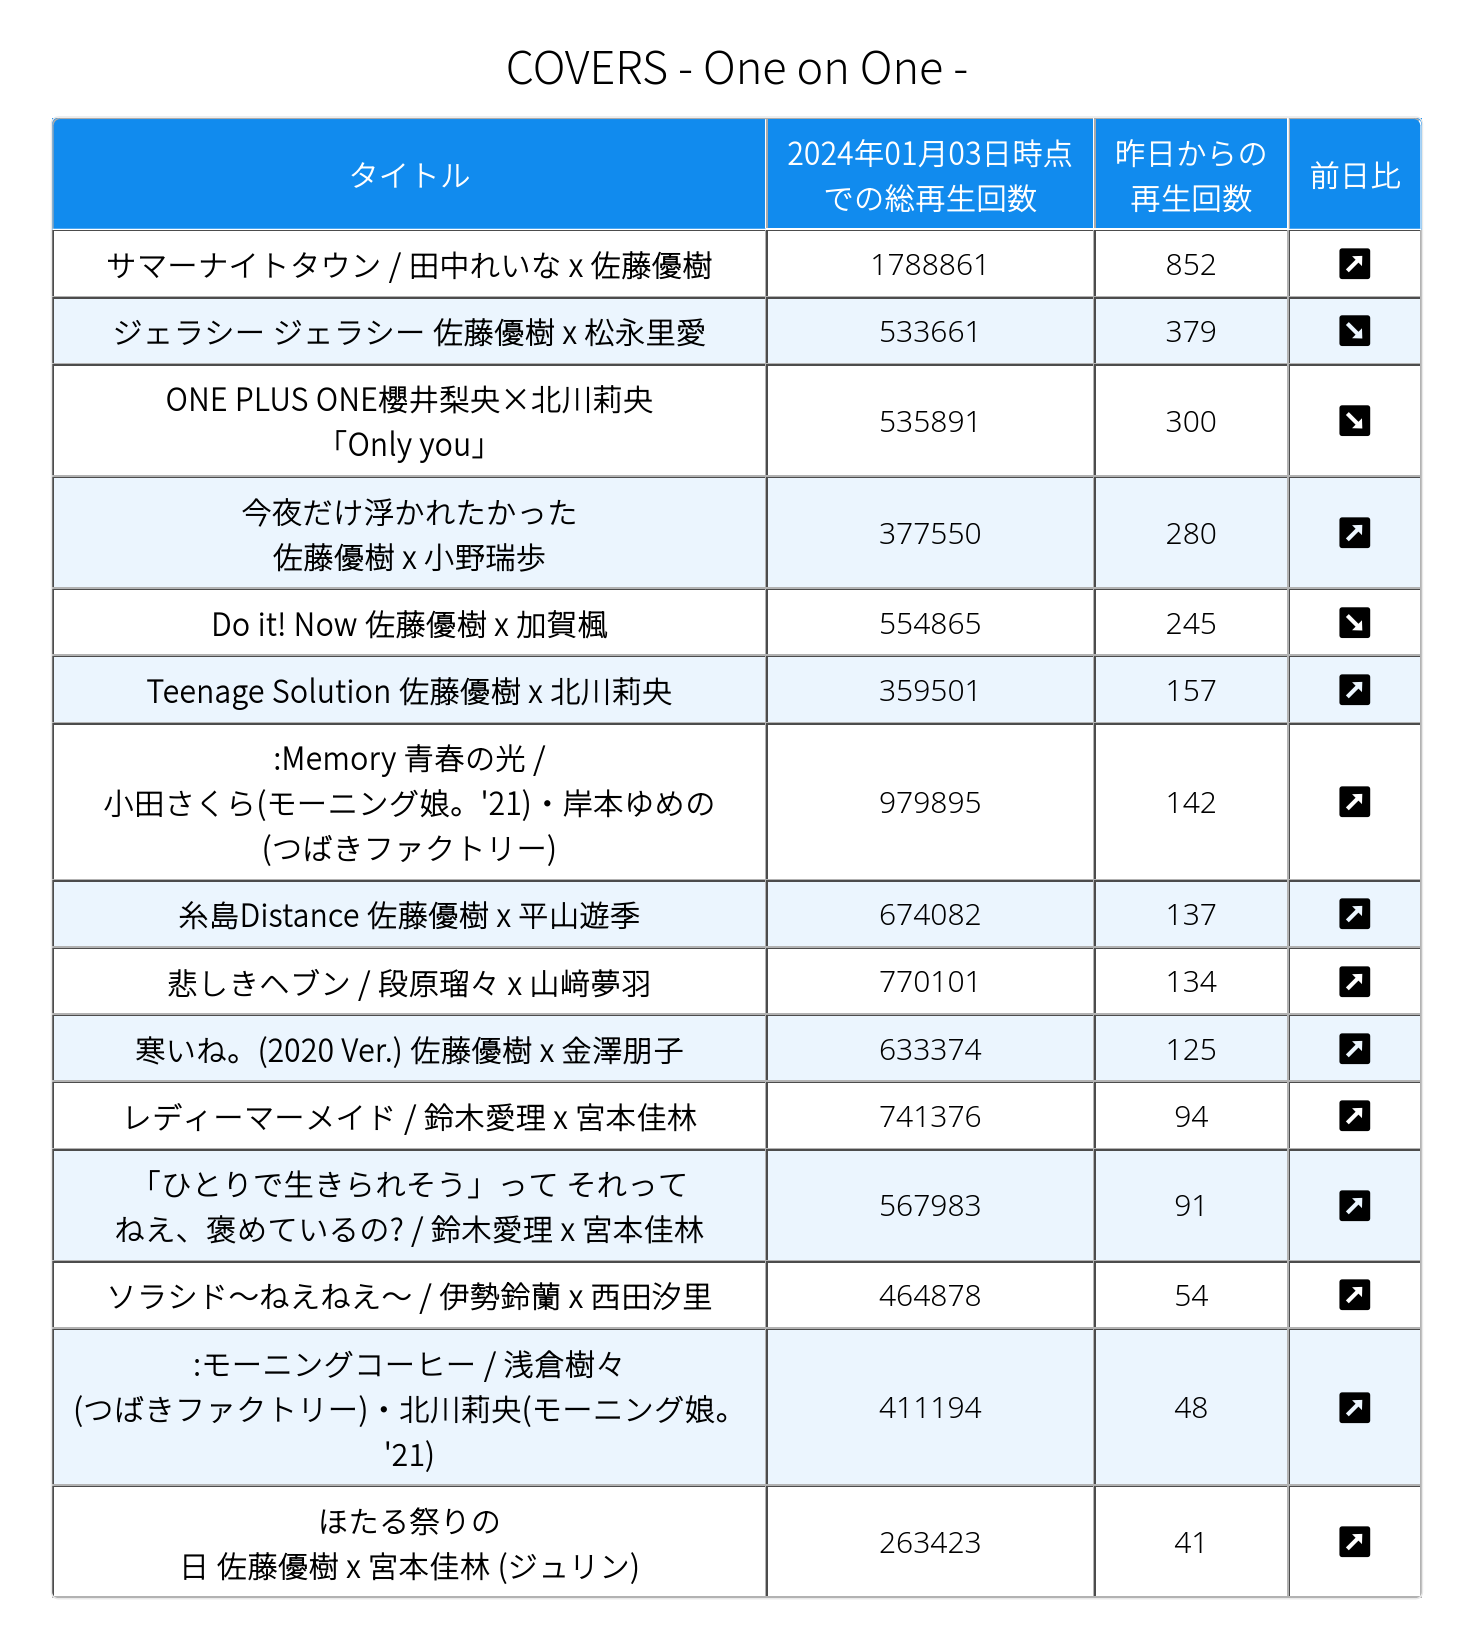 COVERS - One on One -
タイトル
2024年01月03日時点
での総再生回数
昨日からの
再生回数
前日比
サマーナイトタウン / 田中れいな x 佐藤優樹
1788861
852
ジェラシー ジェラシー 佐藤優樹 x 松永里愛
533661
379
ONE PLUS ONE櫻井梨央×北川莉央
「Only you」
535891
300
今夜だけ浮かれたかった
佐藤優樹 x 小野瑞歩
377550
280
Do it! Now 佐藤優樹 x 加賀楓
554865
245
Teenage Solution 佐藤優樹 x 北川莉央
359501
157
:Memory 青春の光 /
小田さくら(モーニング娘。'21)・岸本ゆめの
(つばきファクトリー)
979895
142
糸島Distance 佐藤優樹 x 平山遊季
674082
137
悲しきヘブン / 段原瑠々 x 山﨑夢羽
770101
134
寒いね。(2020 Ver.) 佐藤優樹 x 金澤朋子
633374
125
レディーマーメイド / 鈴木愛理 x 宮本佳林
741376
94
「ひとりで生きられそう」って それって
ねえ、褒めているの? / 鈴木愛理 x 宮本佳林
567983
91
ソラシド〜ねえねえ〜 / 伊勢鈴蘭 x 西田汐里
464878
54
:モーニングコーヒー / 浅倉樹々
(つばきファクトリー)・北川莉央(モーニング娘。
'21)
411194
48
ほたる祭りの
日 佐藤優樹 x 宮本佳林 (ジュリン)
263423
41